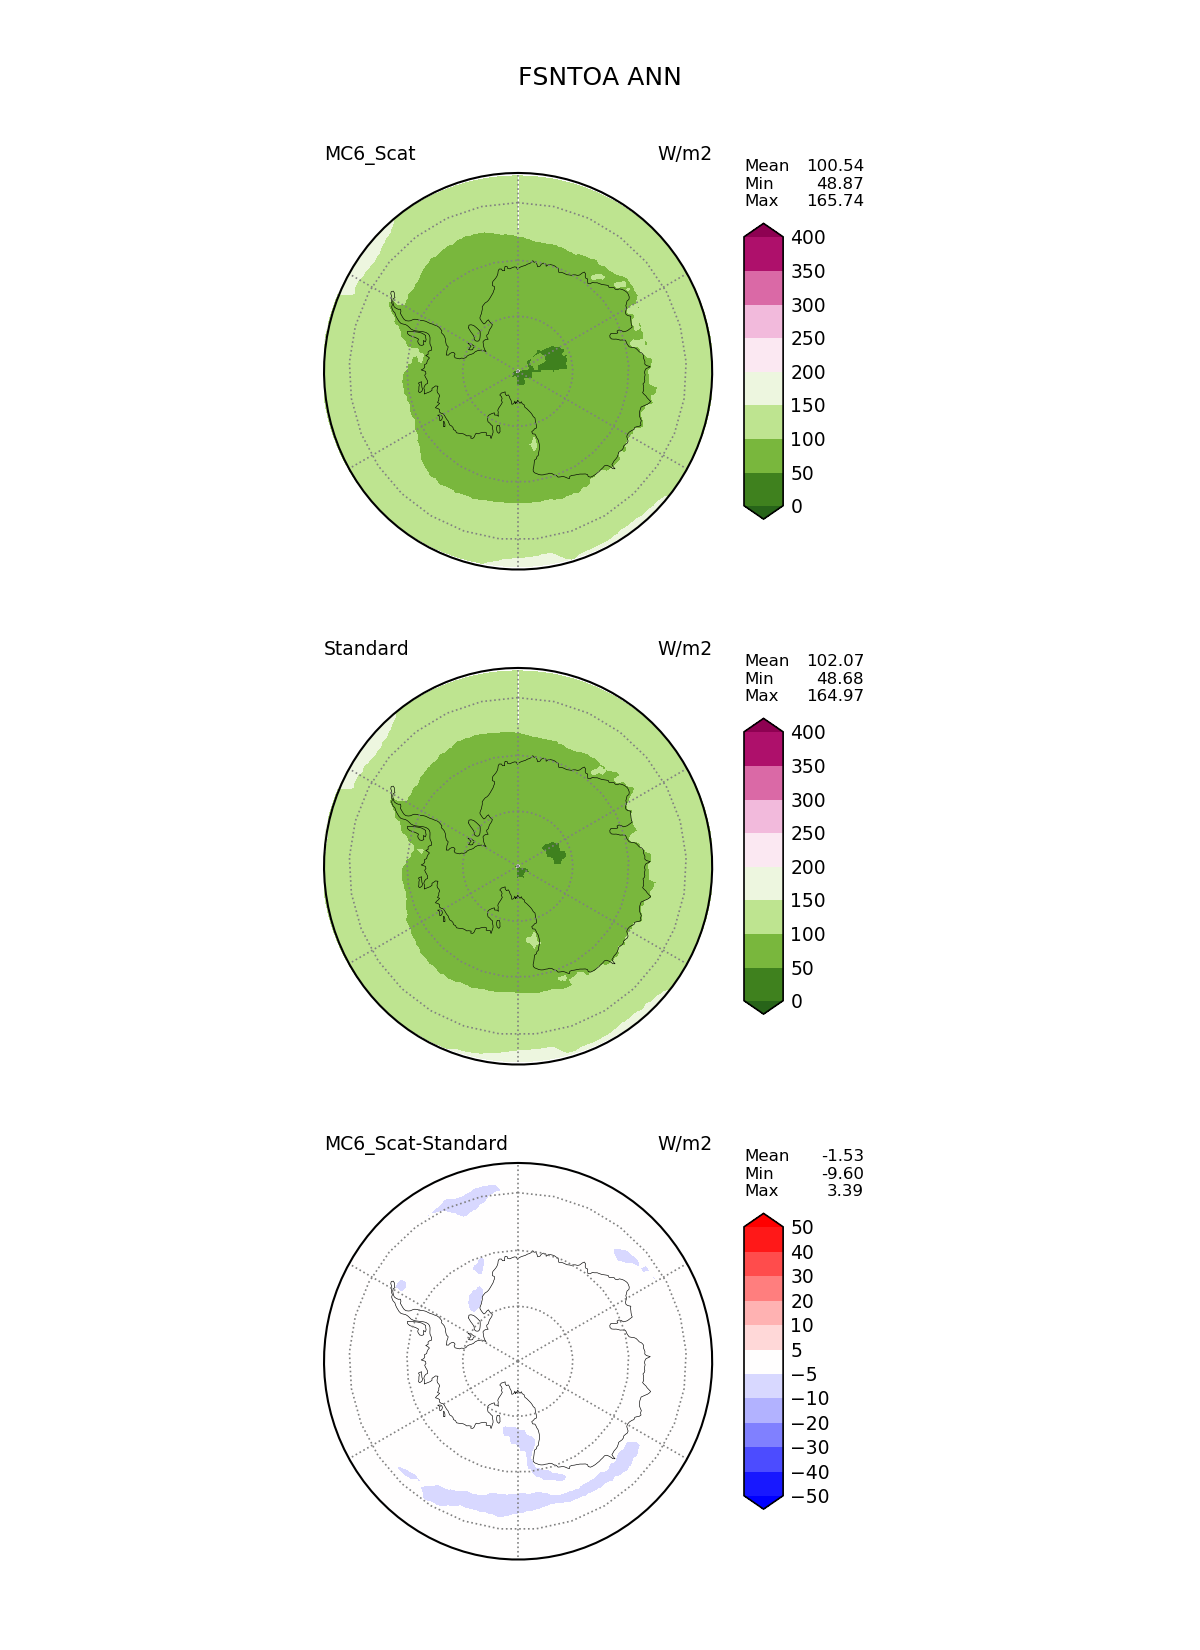 FSNTOA ANN
MC6_Scat W/m2
Mean 100.54
Min 48.87
Max 165.74
400
350
300
250
200
150
100
50
0
Standard W/m2
Mean 102.07
Min 48.68
Max 164.97
400
350
300
250
200
150
100
50
0
MC6_Scat-Standard W/m2
Mean -1.53
Min -9.60
Max 3.39
50
40
30
20
10
5
−5
−10
−20
−30
−40
−50